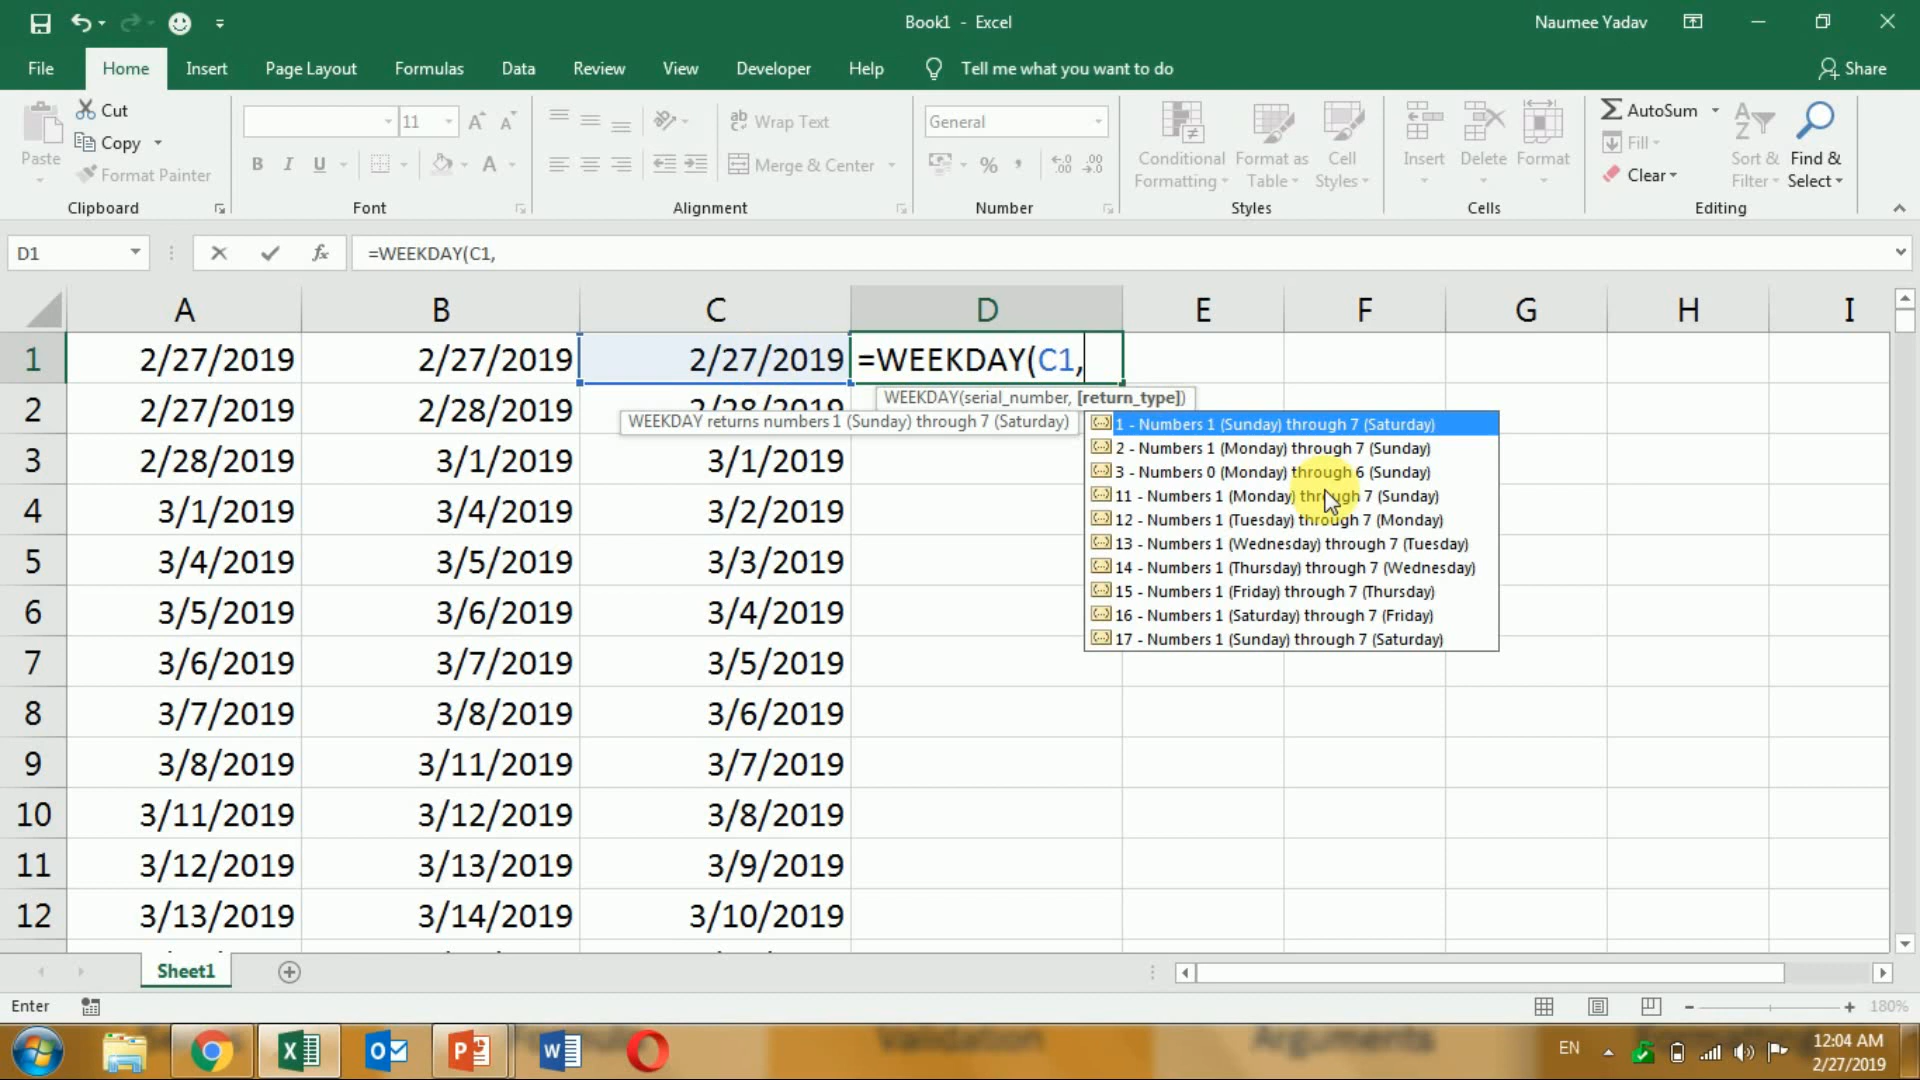 Book1 - Excel
Naumee Yadav
File Home Insert Page Layout Formulas Data Review View Developer Help Tell me what you want to do Share
Paste
Cut
Copy
Format Painter
Clipboard
11
B I U A
Font
ab Wrap Text
Merge & Center
Alignment
General
% ,
Number
Conditional Formatting
Format as Table
Cell Styles
Styles
Insert
Delete
Format
Cells
AutoSum
Fill
Clear
Sort & Filter
Find & Select
Editing
D1
fx
=WEEKDAY(C1,
A B C D E F G H I
1 2/27/2019 2/27/2019 2/27/2019 =WEEKDAY(C1,
WEEKDAY(serial_number, [return_type])
2 2/27/2019 2/28/2019 2/28/2019
WEEKDAY returns numbers 1 (Sunday) through 7 (Saturday)
1 - Numbers 1 (Sunday) through 7 (Saturday)
2 - Numbers 1 (Monday) through 7 (Sunday)
3 - Numbers 0 (Monday) through 6 (Sunday)
11 - Numbers 1 (Monday) through 7 (Sunday)
12 - Numbers 1 (Tuesday) through 7 (Monday)
13 - Numbers 1 (Wednesday) through 7 (Tuesday)
14 - Numbers 1 (Thursday) through 7 (Wednesday)
15 - Numbers 1 (Friday) through 7 (Thursday)
16 - Numbers 1 (Saturday) through 7 (Friday)
17 - Numbers 1 (Sunday) through 7 (Saturday)
3 2/28/2019 3/1/2019 3/1/2019
4 3/1/2019 3/4/2019 3/2/2019
5 3/4/2019 3/5/2019 3/3/2019
6 3/5/2019 3/6/2019 3/4/2019
7 3/6/2019 3/7/2019 3/5/2019
8 3/7/2019 3/8/2019 3/6/2019
9 3/8/2019 3/11/2019 3/7/2019
10 3/11/2019 3/12/2019 3/8/2019
11 3/12/2019 3/13/2019 3/9/2019
12 3/13/2019 3/14/2019 3/10/2019
Sheet1
Enter
180%
Validation
Arguments
EN
12:04 AM
2/27/2019